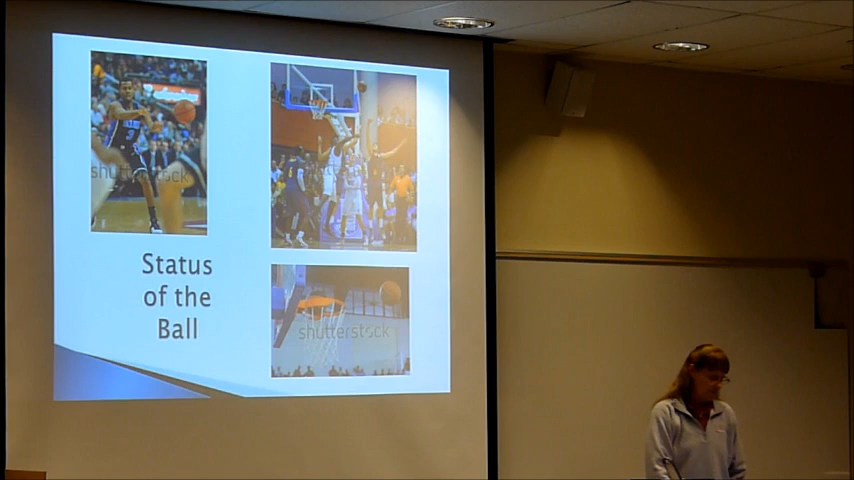 shutterstock
Status
of the
Ball
shutterstock